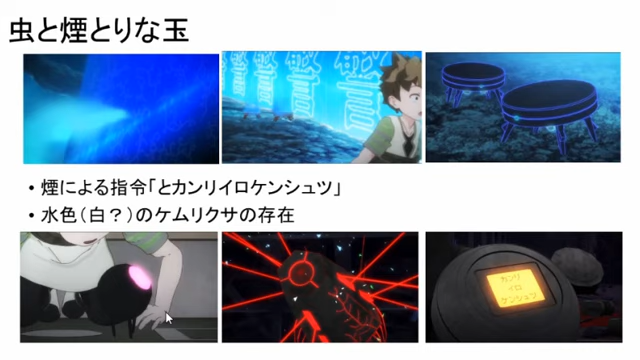 虫と煙とりな玉
• 煙による指令「とカンリイロケンシュツ」
• 水色(白?)のケムリクサの存在
カンリ
イロ
ケンシュツ